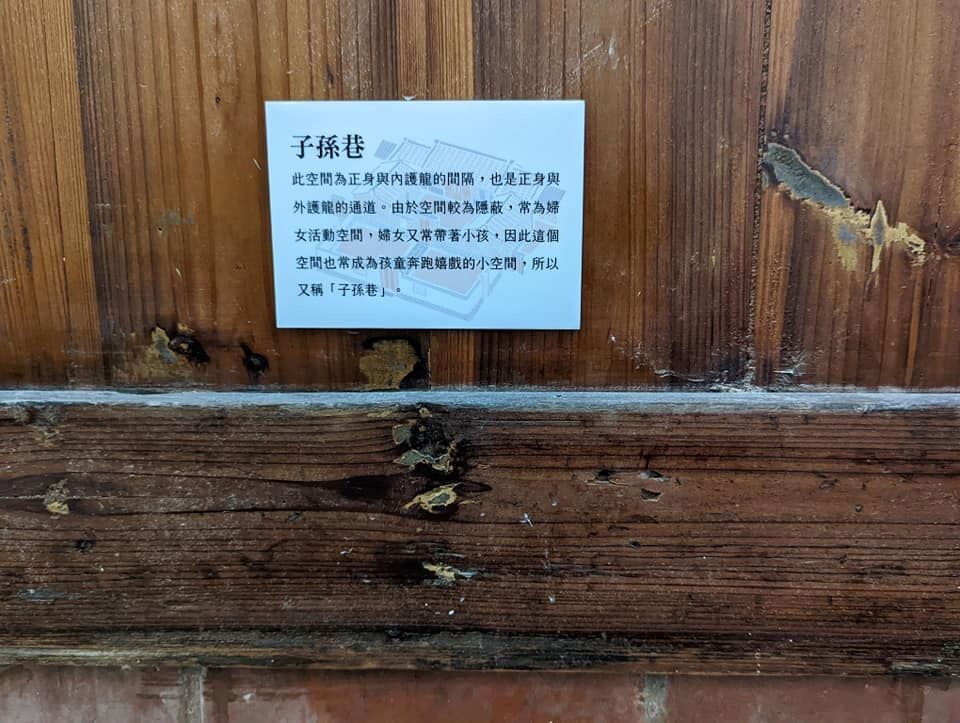 子孫巷
此空間為正身與內護龍的間隔，也是正身與
外護龍的通道。由於空間較為隱蔽，常為婦
女活動空間，婦女又常帶著小孩，因此這個
空間也常成為孩童奔跑嬉戲的小空間，所以
又稱「子孫巷」。